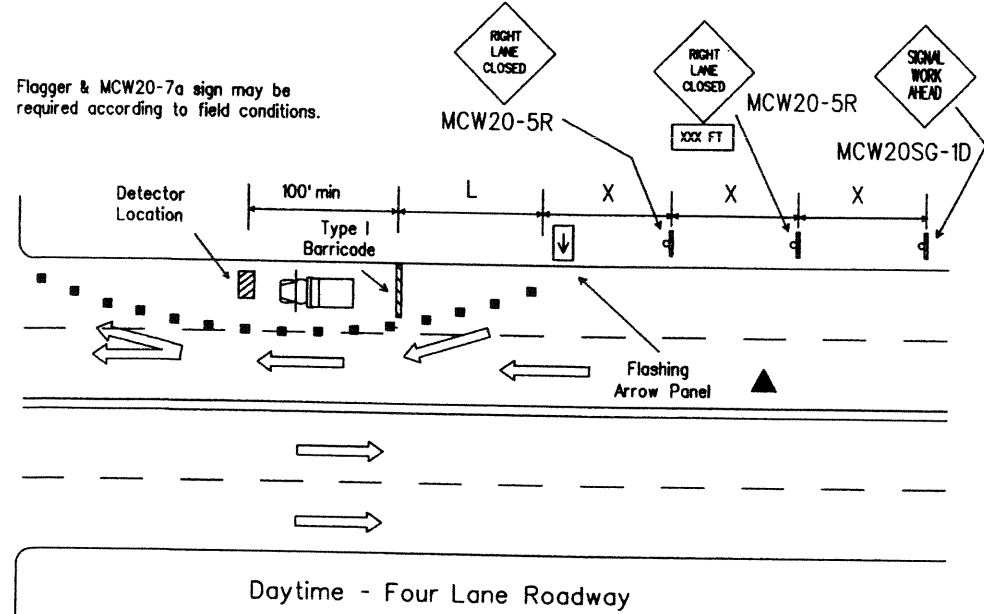 RIGHT
LANE
CLOSED
MCW20-5R
RIGHT
LANE
CLOSED
XXX FT
MCW20-5R
SIGNAL
WORK
AHEAD
MCW20SG-1D
Flagger & MCW20-7a sign may be
required according to field conditions.
Detector
Location
100' min
L
X
X
X
Type I
Barricade
Flashing
Arrow Panel
Daytime - Four Lane Roadway